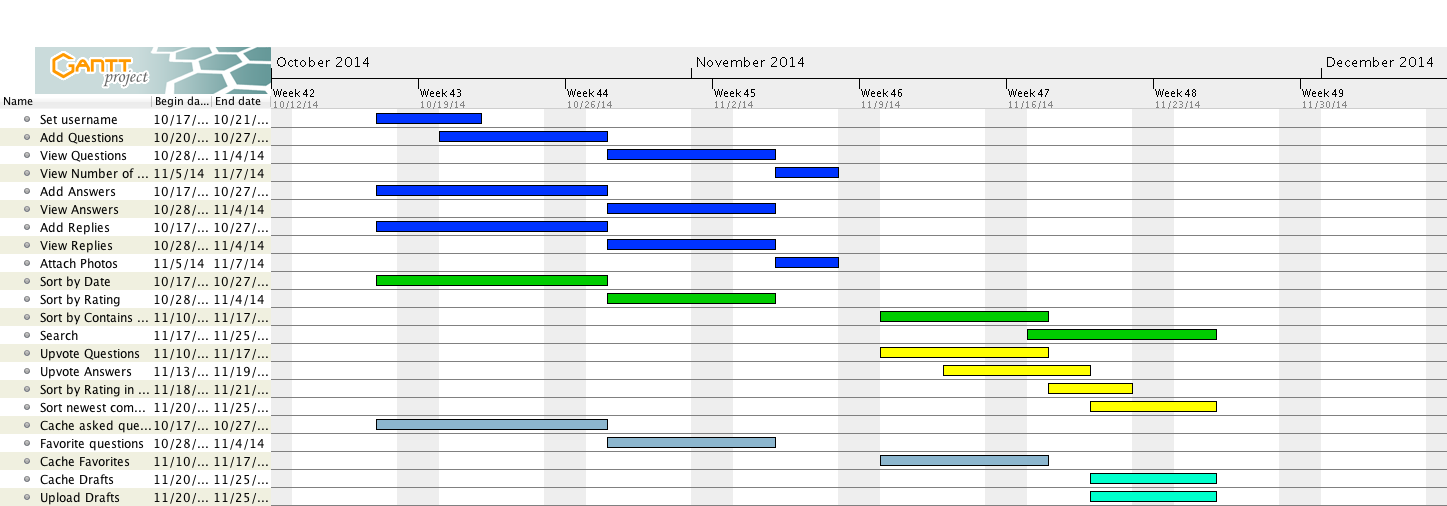 GANTT
project
October 2014 November 2014 December 2014
Week 42 Week 43 Week 44 Week 45 Week 46 Week 47 Week 48 Week 49
Name Begin da... End date 10/12/14 10/19/14 10/26/14 11/2/14 11/9/14 11/16/14 11/23/14 11/30/14
Set username 10/17/... 10/21/...
Add Questions 10/20/... 10/27/...
View Questions 10/28/... 11/4/14
View Number of ... 11/5/14 11/7/14
Add Answers 10/17/... 10/27/...
View Answers 10/28/... 11/4/14
Add Replies 10/17/... 10/27/...
View Replies 10/28/... 11/4/14
Attach Photos 11/5/14 11/7/14
Sort by Date 10/17/... 10/27/...
Sort by Rating 10/28/... 11/4/14
Sort by Contains ... 11/10/... 11/17/...
Search 11/17/... 11/25/...
Upvote Questions 11/10/... 11/17/...
Upvote Answers 11/13/... 11/19/...
Sort by Rating in ... 11/18/... 11/21/...
Sort newest com... 11/20/... 11/25/...
Cache asked que... 10/17/... 10/27/...
Favorite questions 10/28/... 11/4/14
Cache Favorites 11/10/... 11/17/...
Cache Drafts 11/20/... 11/25/...
Upload Drafts 11/20/... 11/25/...